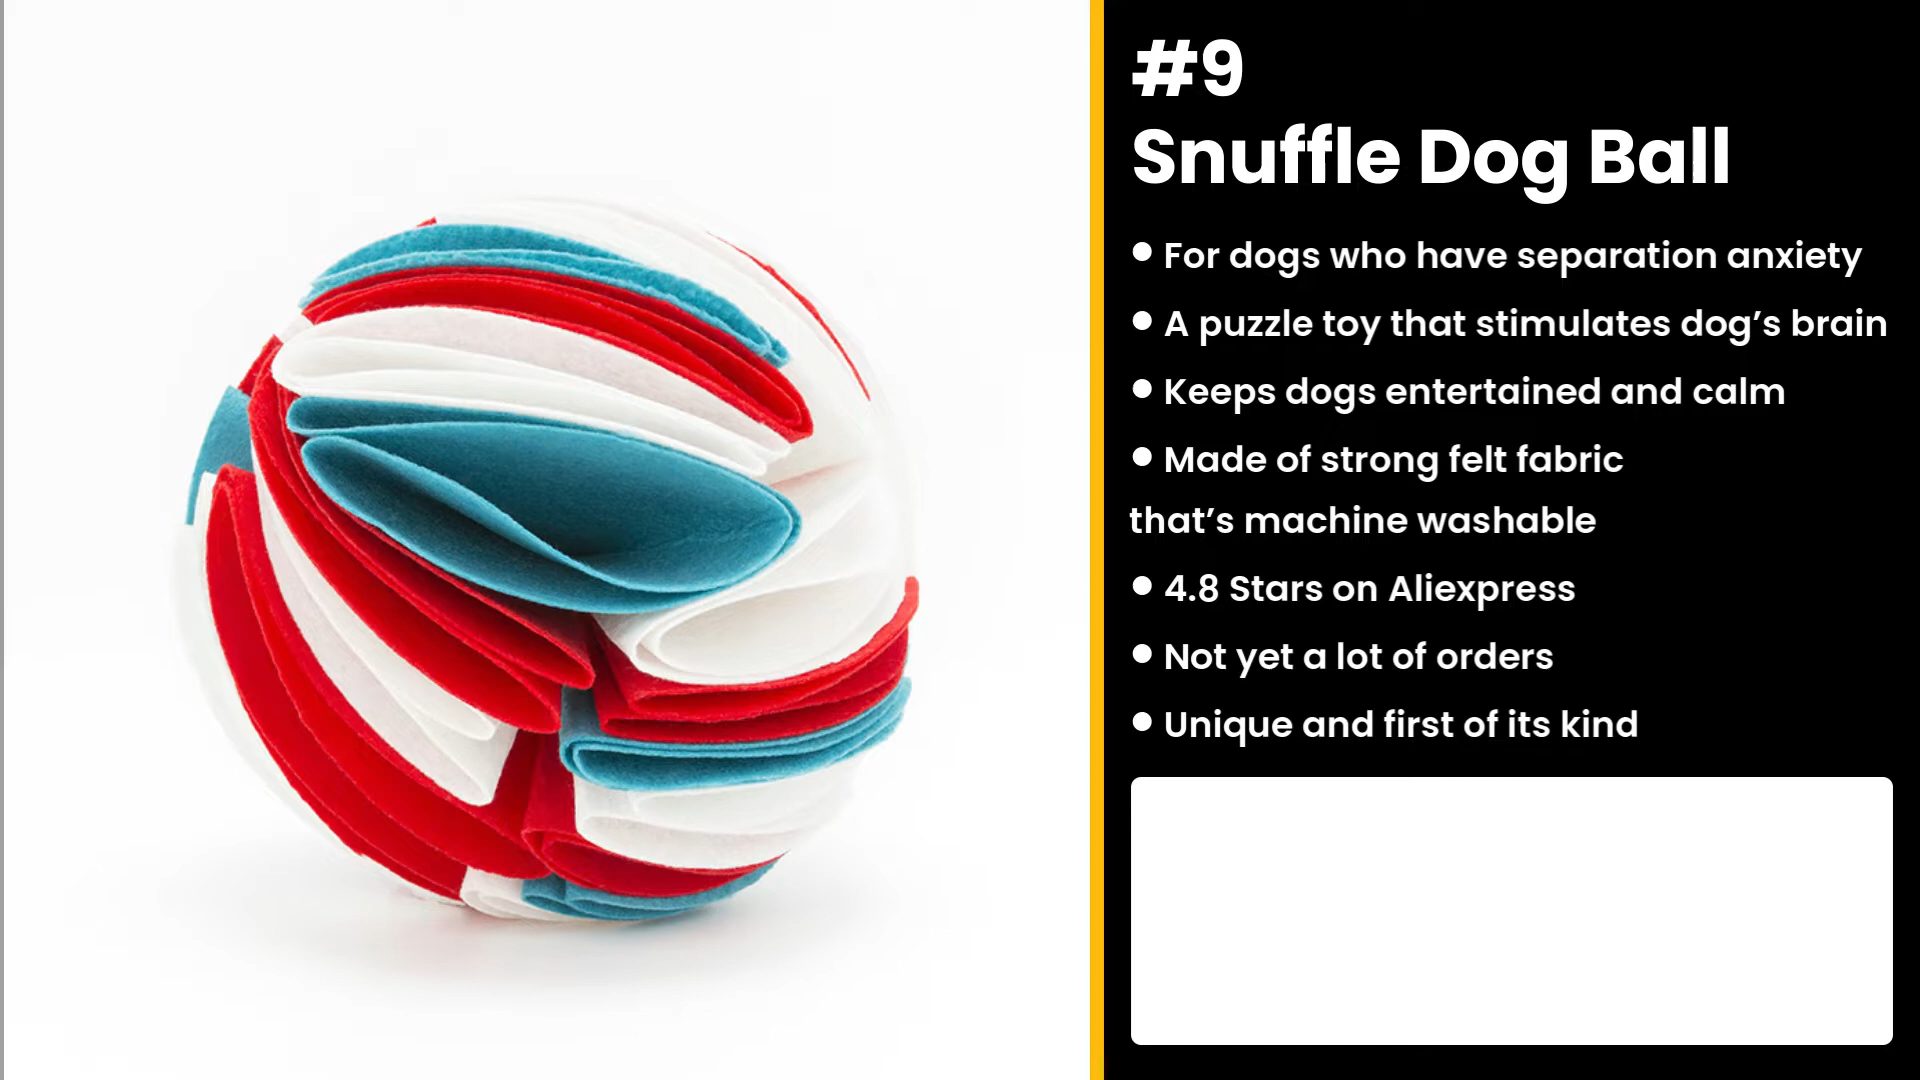 #9
Snuffle Dog Ball
• For dogs who have separation anxiety
• A puzzle toy that stimulates dog’s brain
• Keeps dogs entertained and calm
• Made of strong felt fabric
that’s machine washable
• 4.8 Stars on Aliexpress
• Not yet a lot of orders
• Unique and first of its kind